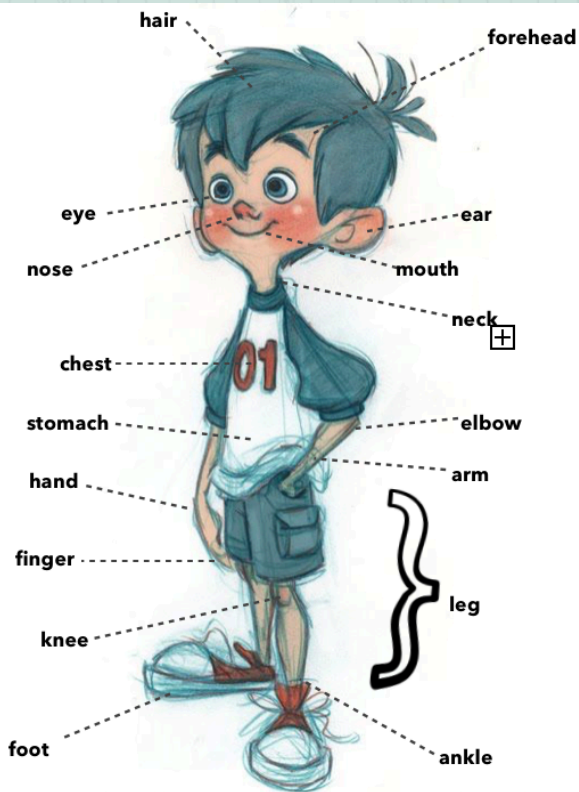 hair
forehead
eye
ear
nose
mouth
neck
chest
01
stomach
elbow
arm
hand
finger
leg
knee
foot
ankle